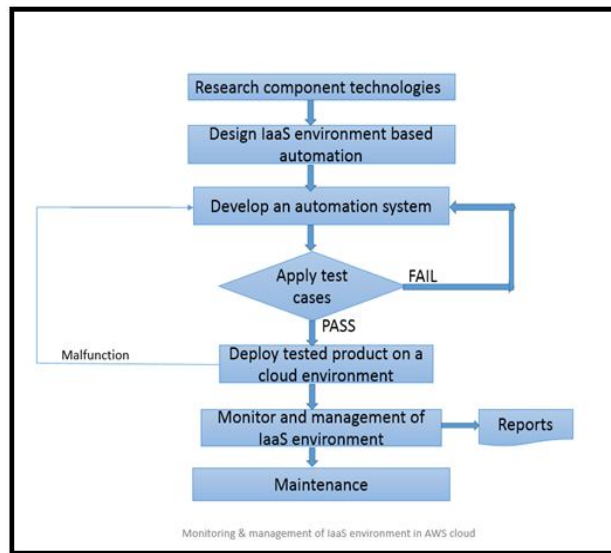 Research component technologies
Design IaaS environment based
automation
Develop an automation system
Apply test
cases
FAIL
PASS
Malfunction
Deploy tested product on a
cloud environment
Monitor and management of
IaaS environment
Reports
Maintenance
Monitoring & management of IaaS environment in AWS cloud